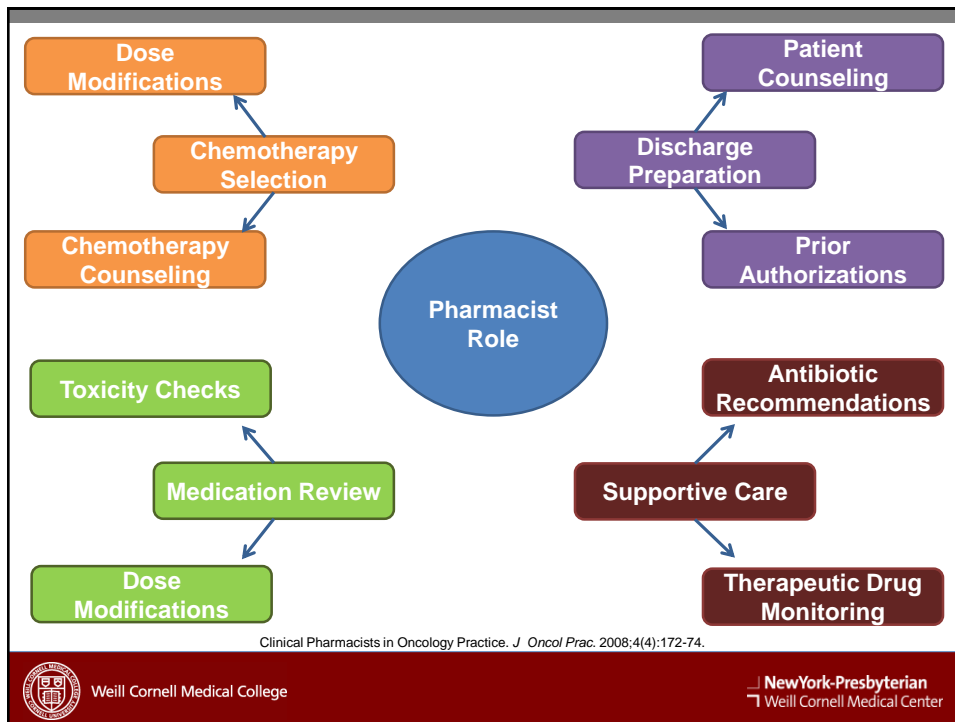 Dose
Modifications
Chemotherapy
Selection
Chemotherapy
Counseling
Patient
Counseling
Discharge
Preparation
Prior
Authorizations
Pharmacist
Role
Toxicity Checks
Medication Review
Dose
Modifications
Antibiotic
Recommendations
Supportive Care
Therapeutic Drug
Monitoring
Clinical Pharmacists in Oncology Practice. J Oncol Prac. 2008;4(4):172-74.
Weill Cornell Medical College
NewYork-Presbyterian
Weill Cornell Medical Center